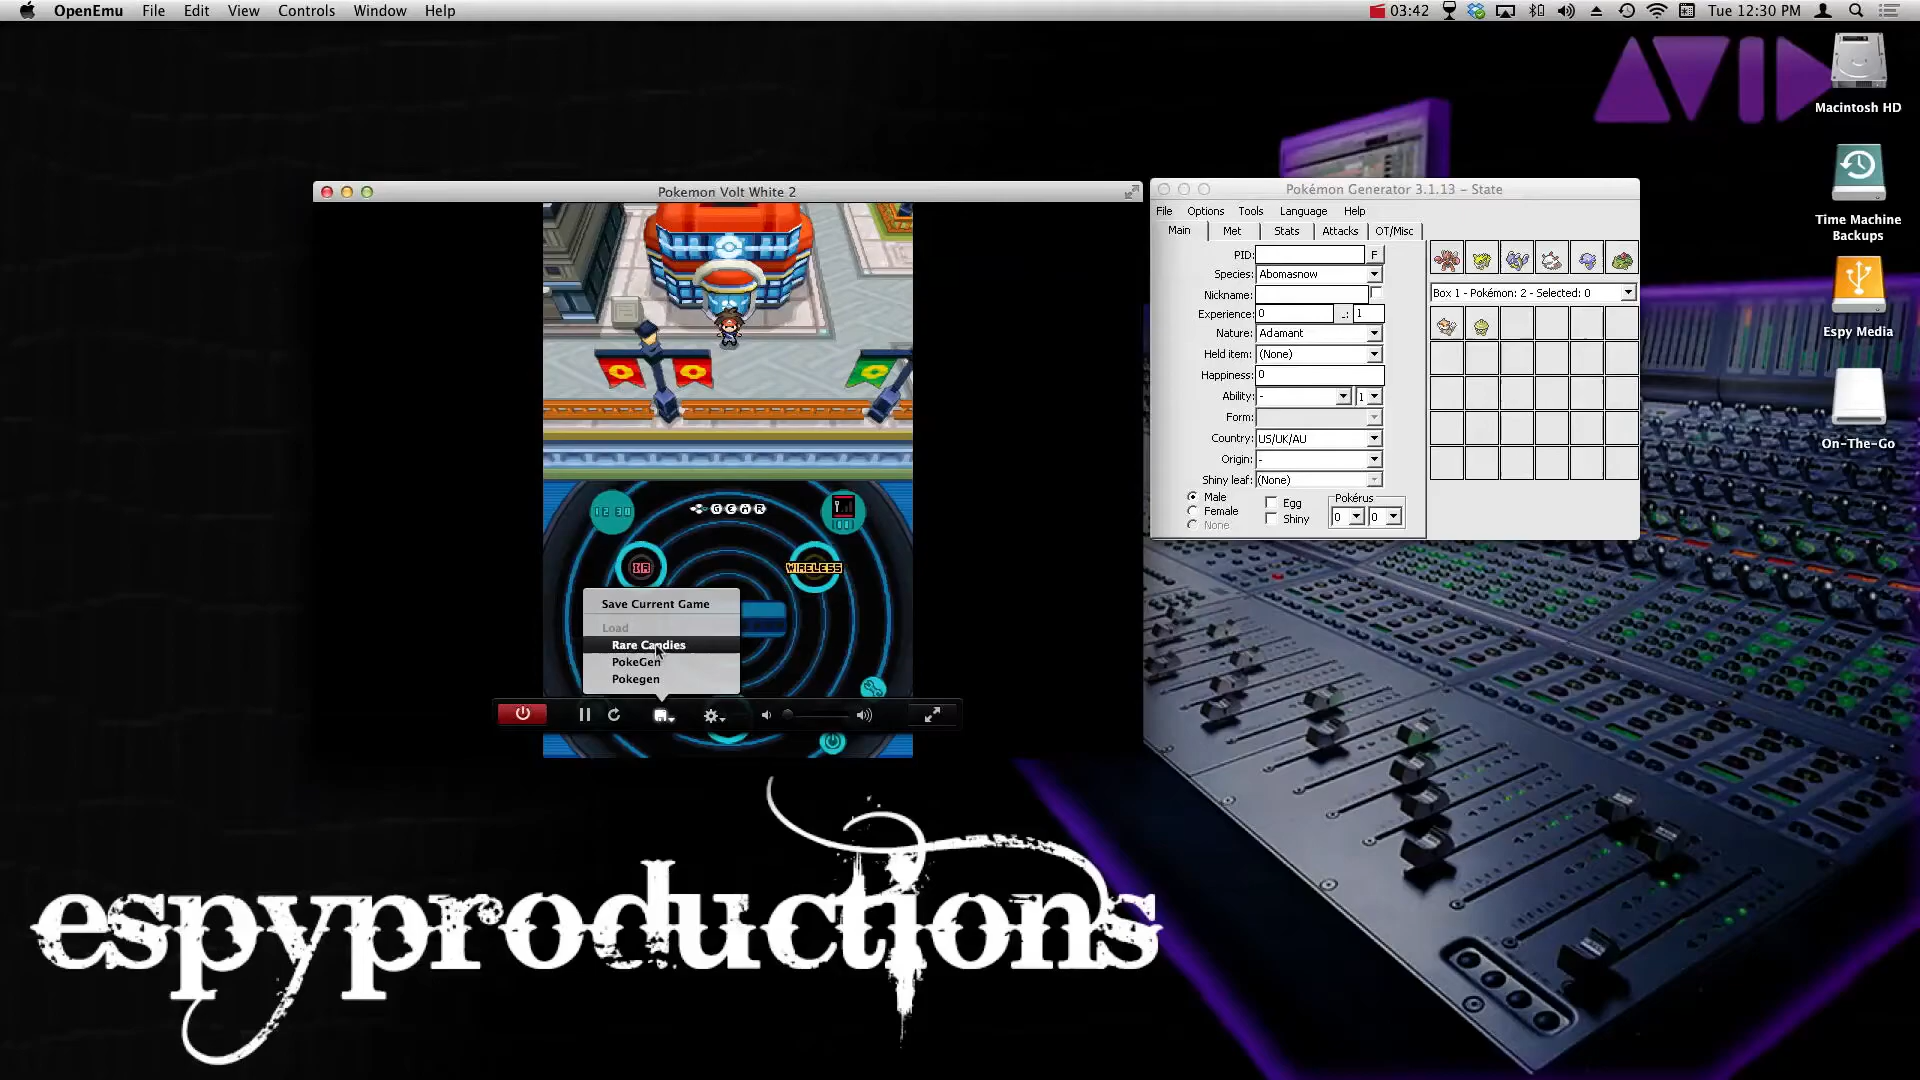 OpenEmu File Edit View Controls Window Help
03:42 Tue 12:30 PM
AVID
Macintosh HD
Time Machine
Backups
Espy Media
On-The-Go
Pokemon Volt White 2
12 30
GEAR
IR
WIRELESS
Save Current Game
Load
Rare Candies
PokeGen
Pokegen
Pokémon Generator 3.1.13 - State
File Options Tools Language Help
Main Met Stats Attacks OT/Misc
PID: F
Species: Abomasnow
Nickname:
Experience: 0 .: 1
Nature: Adamant
Held item: (None)
Happiness: 0
Ability: - 1
Form:
Country: US/UK/AU
Origin: -
Shiny leaf: (None)
Male
Female
None
Egg
Shiny
Pokérus
0 0
Box 1 - Pokémon: 2 - Selected: 0
espyproductions